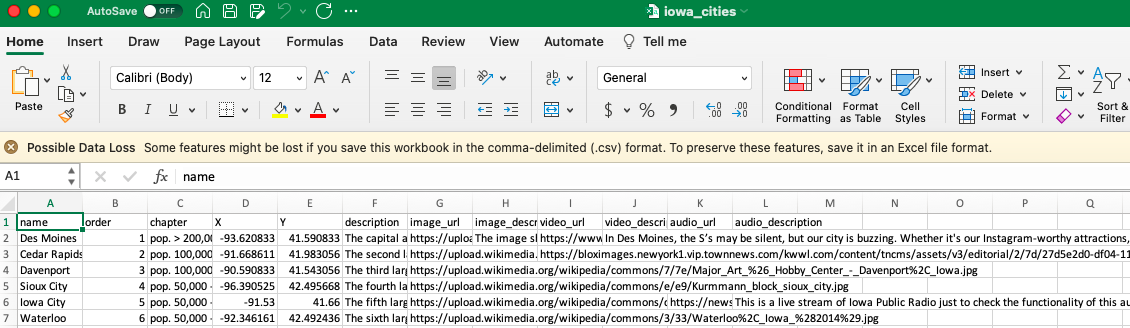 AutoSave OFF iowa_cities
Home Insert Draw Page Layout Formulas Data Review View Automate Tell me
Paste Calibri (Body) 12 A A General Conditional Formatting Format as Table Cell Styles Insert Delete Format Sort & Filter
B I U A $ % 9 .00 .00
Possible Data Loss Some features might be lost if you save this workbook in the comma-delimited (.csv) format. To preserve these features, save it in an Excel file format.
A1 fx name
A B C D E F G H I J K L M N O P Q
1 name order chapter X Y description image_url image_descr video_url video_descri audio_url audio_description
2 Des Moines 1 pop. > 200,00 -93.620833 41.590833 The capital a https://uploa The image sl https://www In Des Moines, the S's may be silent, but our city is buzzing. Whether it's our Instagram-worthy attractions,
3 Cedar Rapids 2 pop. 100,000 -91.668611 41.983056 The second l https://bloximages.newyork1.vip.townnews.com/kwwl.com/content/tncms/assets/v3/editorial/2/7d/27d5e2d0-df04-11
4 Davenport 3 pop. 100,000 -90.590833 41.543056 The third larg https://upload.wikimedia.org/wikipedia/commons/7/7e/Major_Art_%26_Hobby_Center_-_Davenport%2C_Iowa.jpg
5 Sioux City 4 pop. 50,000 - -96.390525 42.495668 The fourth la https://upload.wikimedia.org/wikipedia/commons/e/e9/Kurmmann_block_sioux_city.jpg
6 Iowa City 5 pop. 50,000 - -91.53 41.66 The fifth larg https://upload.wikimedia.org/wikipedia/commons/c https://news This is a live stream of Iowa Public Radio just to check the functionality of this au
7 Waterloo 6 pop. 50,000 - -92.346161 42.492436 The sixth larg https://upload.wikimedia.org/wikipedia/commons/3/33/Waterloo%2C_Iowa_%282014%29.jpg